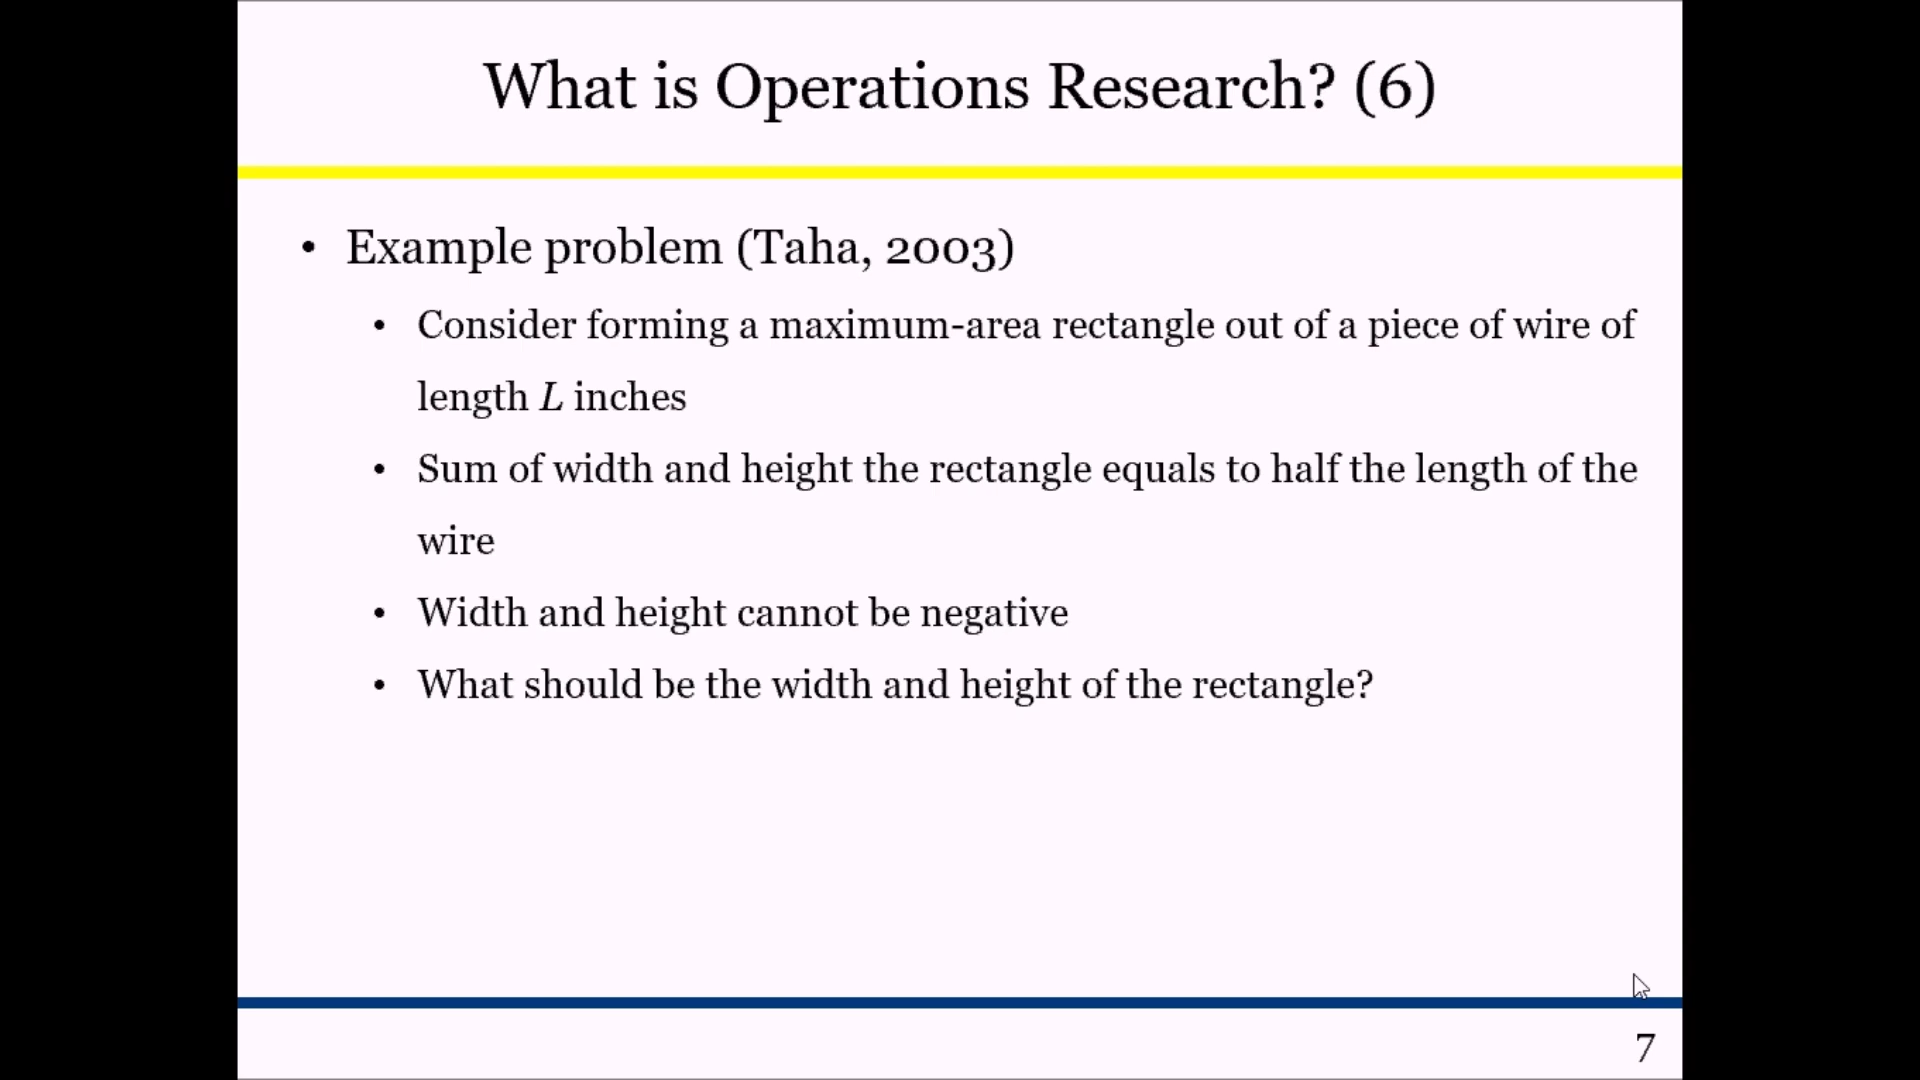 What is Operations Research? (6)
• Example problem (Taha, 2003)
• Consider forming a maximum-area rectangle out of a piece of wire of
length L inches
• Sum of width and height the rectangle equals to half the length of the
wire
• Width and height cannot be negative
• What should be the width and height of the rectangle?
7